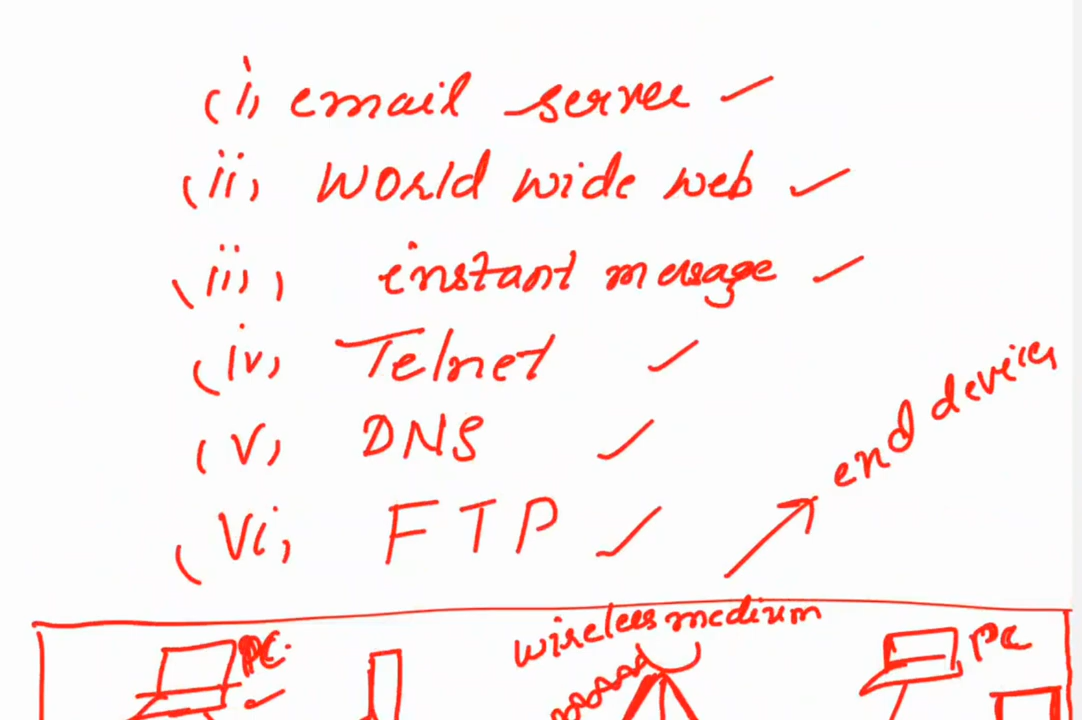 (i) email server
(ii) World wide web
(iii) instant message
(iv) Telnet
(v) DNS
(vi) FTP
end devices
wireless medium
PC
PC